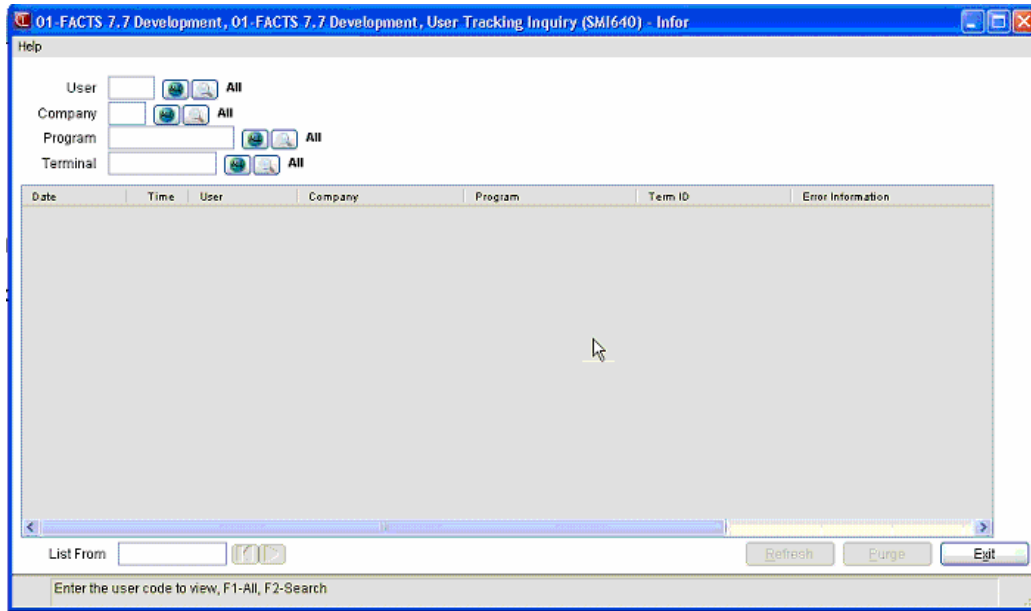 01-FACTS 7.7 Development, 01-FACTS 7.7 Development, User Tracking Inquiry (SMI640) - Infor
Help
User All
Company All
Program All
Terminal All
Date Time User Company Program Term ID Error Information
List From Refresh Purge Exit
Enter the user code to view, F1-All, F2-Search